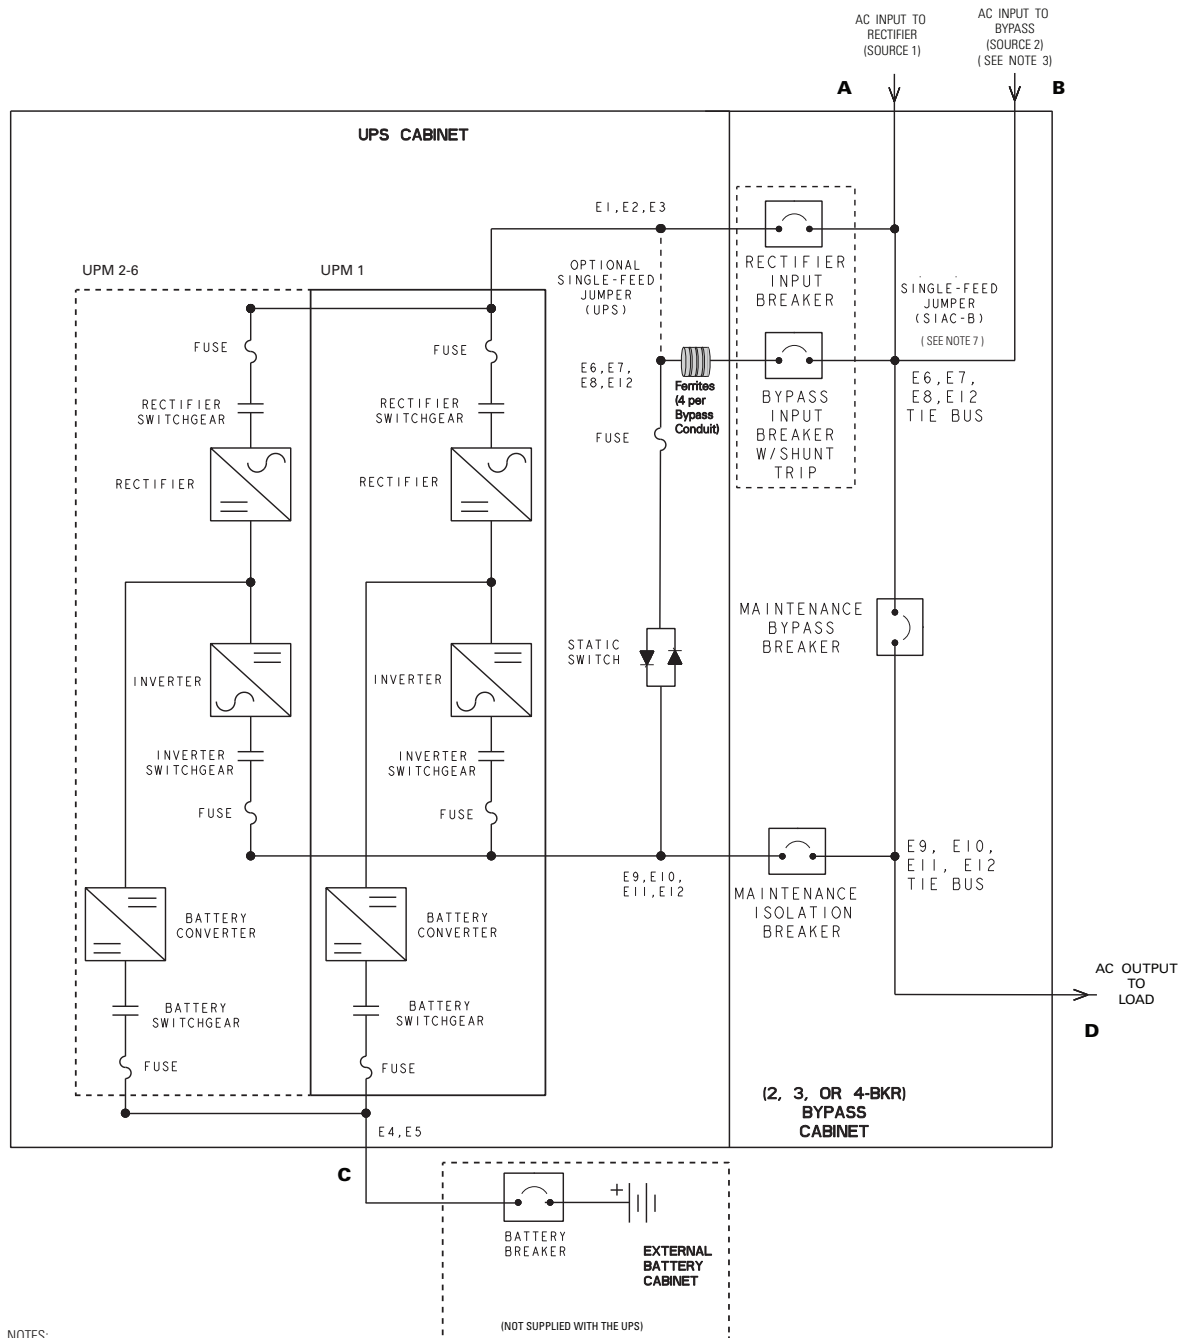 AC INPUT TO
RECTIFIER
(SOURCE 1)
AC INPUT TO
BYPASS
(SOURCE 2)
( SEE NOTE 3)
A
B
UPS CABINET
E1,E2,E3
UPM 2-6
UPM 1
OPTIONAL
SINGLE-FEED
JUMPER
(UPS)
RECTIFIER
INPUT
BREAKER
SINGLE-FEED
JUMPER
(SIAC-B)
( SEE NOTE 7 )
FUSE
FUSE
E6,E7,
E8,E12
Ferrites
(4 per
Bypass
Conduit)
BYPASS
INPUT
BREAKER
W/SHUNT
TRIP
E6,E7,
E8,E12
TIE BUS
RECTIFIER
SWITCHGEAR
RECTIFIER
SWITCHGEAR
FUSE
RECTIFIER
RECTIFIER
MAINTENANCE
BYPASS
BREAKER
STATIC
SWITCH
INVERTER
INVERTER
INVERTER
SWITCHGEAR
INVERTER
SWITCHGEAR
FUSE
FUSE
E9,E10,
E11,E12
E9, E10,
E11, E12
TIE BUS
MAINTENANCE
ISOLATION
BREAKER
BATTERY
CONVERTER
BATTERY
CONVERTER
AC OUTPUT
TO
LOAD
D
BATTERY
SWITCHGEAR
BATTERY
SWITCHGEAR
FUSE
FUSE
(2, 3, OR 4-BKR)
BYPASS
CABINET
E4,E5
C
+
BATTERY
BREAKER
EXTERNAL
BATTERY
CABINET
(NOT SUPPLIED WITH THE UPS)
NOTES: